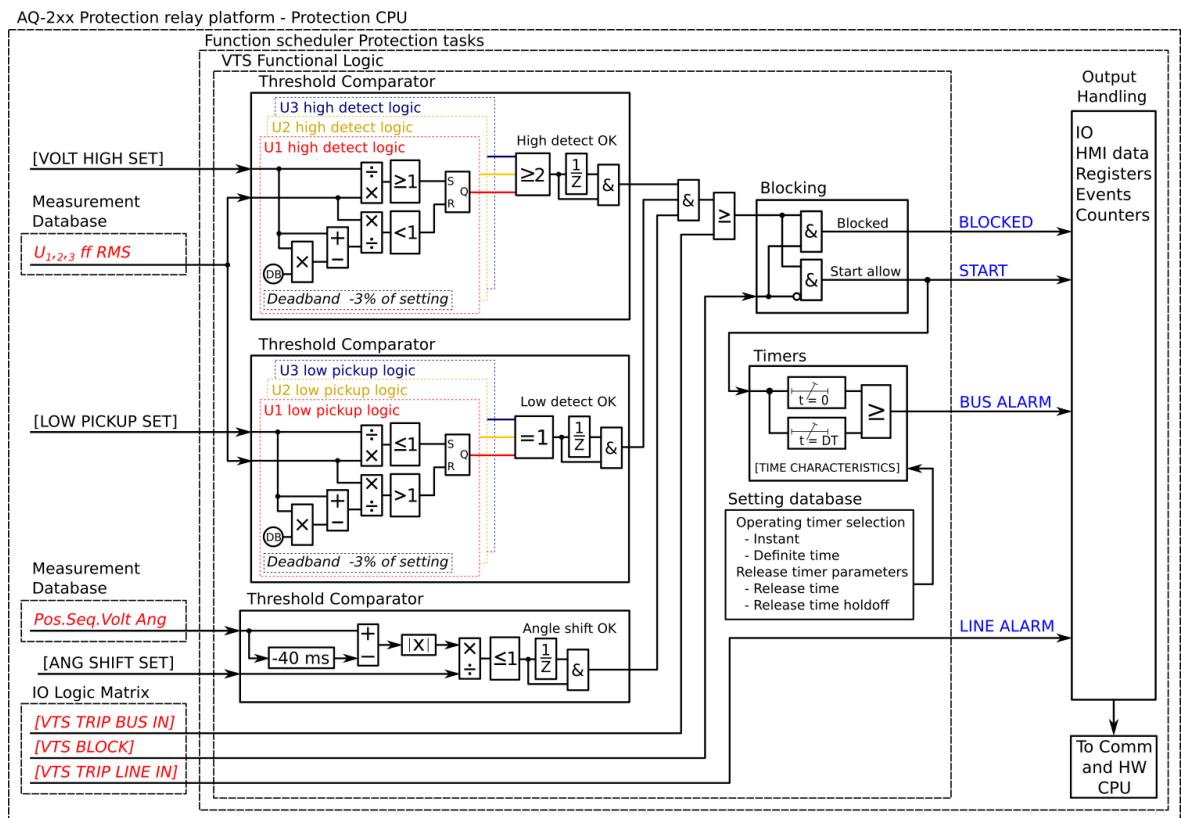 AQ-2xx Protection relay platform - Protection CPU
Function scheduler Protection tasks
VTS Functional Logic
Threshold Comparator
U3 high detect logic
U2 high detect logic
U1 high detect logic
[VOLT HIGH SET]
Measurement
Database
U1,2,3 ff RMS
÷
×
≥1
S
R
Q
×
÷
<1
+
−
×
DB
Deadband -3% of setting
≥2
High detect OK
1
Z
&
&
≥
Threshold Comparator
U3 low pickup logic
U2 low pickup logic
U1 low pickup logic
[LOW PICKUP SET]
÷
×
≤1
S
R
Q
×
÷
>1
+
−
×
DB
Deadband -3% of setting
=1
Low detect OK
1
Z
&
Measurement
Database
Pos.Seq.Volt Ang
[ANG SHIFT SET]
Threshold Comparator
-40 ms
+
−
|X|
×
÷
≤1
Angle shift OK
1
Z
&
IO Logic Matrix
[VTS TRIP BUS IN]
[VTS BLOCK]
[VTS TRIP LINE IN]
Blocking
&
Blocked
&
Start allow
BLOCKED
START
Timers
t = 0
t = DT
≥
[TIME CHARACTERISTICS]
BUS ALARM
Setting database
Operating timer selection
- Instant
- Definite time
Release timer parameters
- Release time
- Release time holdoff
LINE ALARM
Output
Handling
IO
HMI data
Registers
Events
Counters
To Comm
and HW
CPU